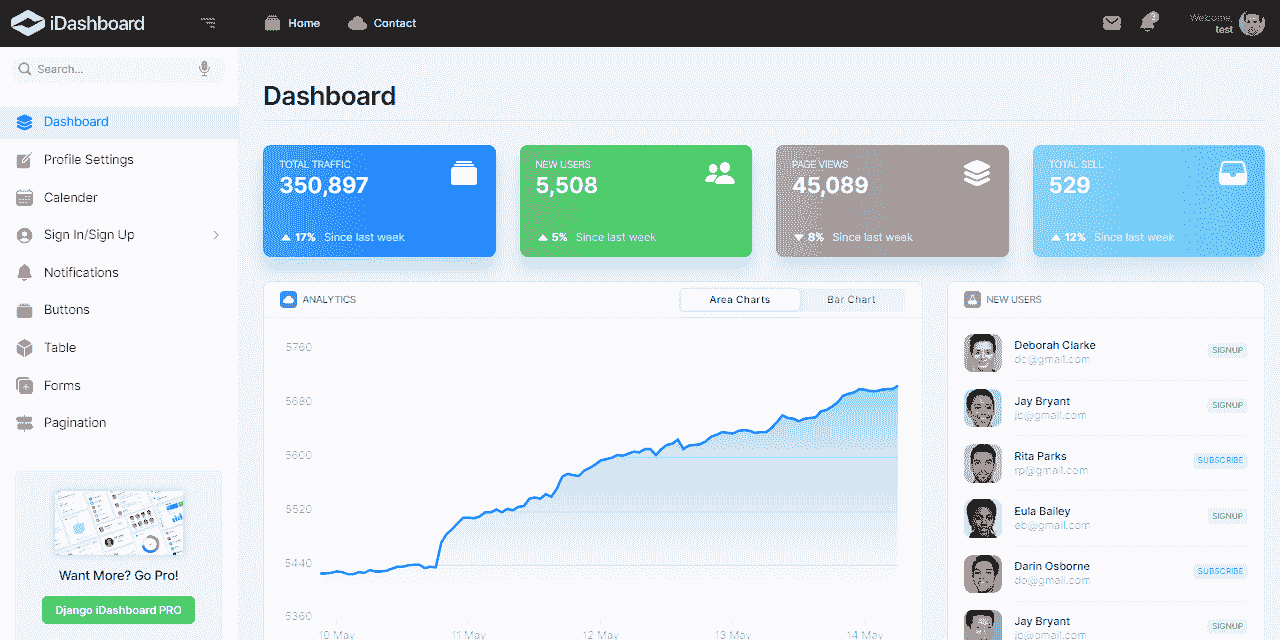 iDashboard
Home
Contact
3
Welcome,
test
Search...
Dashboard
Profile Settings
Calender
Sign In/Sign Up
Notifications
Buttons
Table
Forms
Pagination
Want More? Go Pro!
Django iDashboard PRO
Dashboard
TOTAL TRAFFIC
350,897
17% Since last week
NEW USERS
5,508
5% Since last week
PAGE VIEWS
45,089
8% Since last week
TOTAL SELL
529
12% Since last week
ANALYTICS
Area Charts
Bar Chart
5760
5680
5600
5520
5440
5360
10 May
11 May
12 May
13 May
14 May
NEW USERS
Deborah Clarke
dc@gmail.com
SIGNUP
Jay Bryant
jb@gmail.com
SIGNUP
Rita Parks
rp@gmail.com
SUBSCRIBE
Eula Bailey
eb@gmail.com
SIGNUP
Darin Osborne
do@gmail.com
SUBSCRIBE
Jay Bryant
jb@gmail.com
SIGNUP